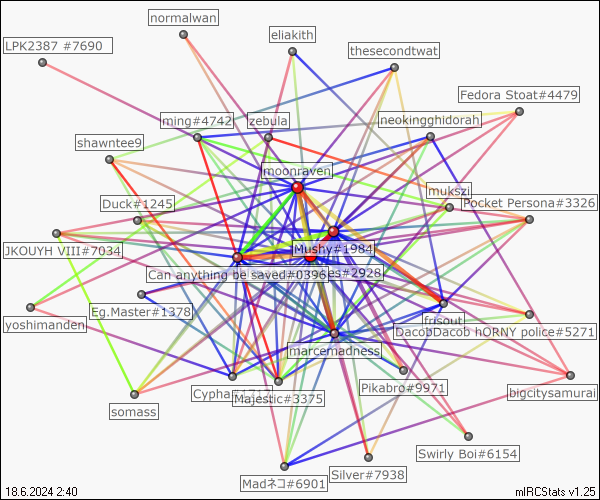 normalwan
eliakith
LPK2387 #7690
thesecondtwat
Fedora Stoat#4479
ming#4742
zebula
neokingghidorah
shawntee9
moonraven
mukszi
Duck#1245
Pocket Persona#3326
JKOUYH VIII#7034
Mushy#1984
Can anything be saved#0396
es#2928
Eg.Master#1378
yoshimanden
frisout
DacobDacob hORNY police#5271
marcemadness
Cypha
Majestic#3375
Pikabro#9971
bigcitysamurai
somass
Swirly Boi#6154
Silver#7938
Madネコ#6901
18.6.2024 2:40
mIRCStats v1.25